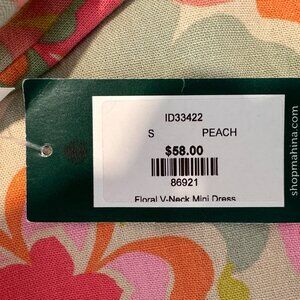 ID33422
S PEACH
$58.00
86921
Floral V-Neck Mini Dress
shopmahina.com